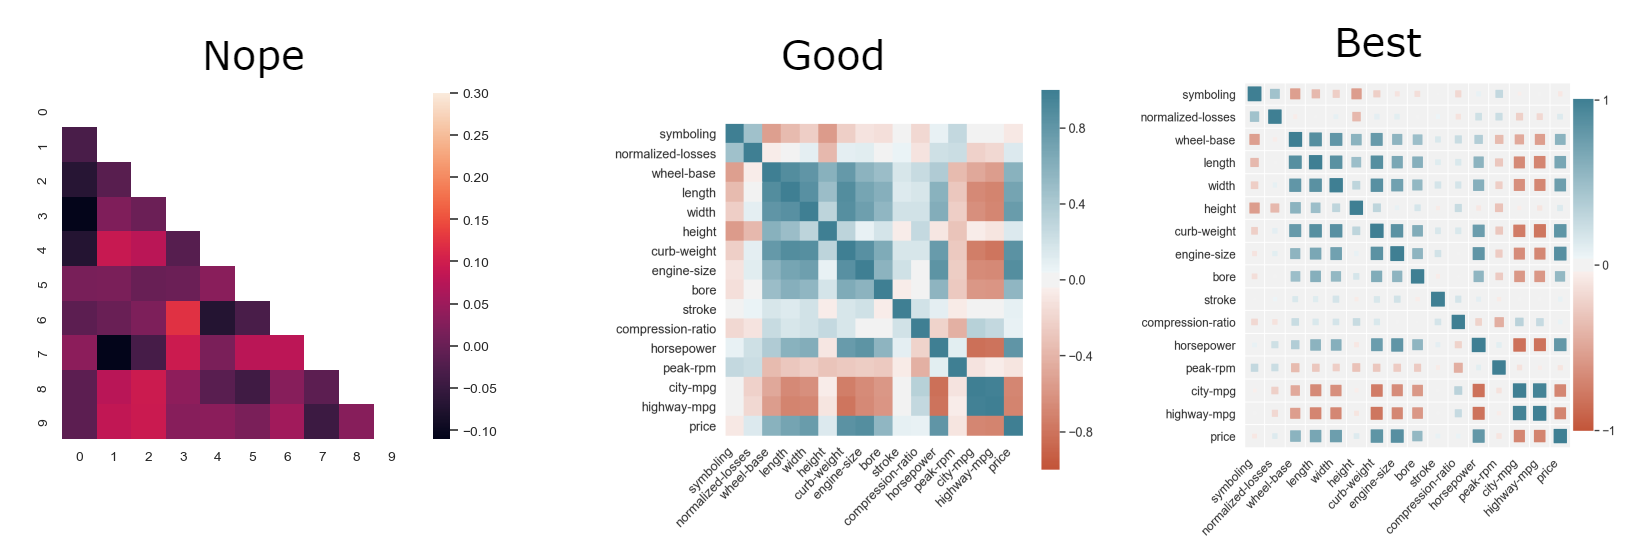 Nope
0
1
2
3
4
5
6
7
8
9
0 1 2 3 4 5 6 7 8 9
0.30
0.25
0.20
0.15
0.10
0.05
0.00
−0.05
−0.10
Good
symboling
normalized-losses
wheel-base
length
width
height
curb-weight
engine-size
bore
stroke
compression-ratio
horsepower
peak-rpm
city-mpg
highway-mpg
price
symboling
normalized-losses
wheel-base
length
width
height
curb-weight
engine-size
bore
stroke
compression-ratio
horsepower
peak-rpm
city-mpg
highway-mpg
price
0.8
0.4
0.0
−0.4
−0.8
Best
symboling
normalized-losses
wheel-base
length
width
height
curb-weight
engine-size
bore
stroke
compression-ratio
horsepower
peak-rpm
city-mpg
highway-mpg
price
symboling
normalized-losses
wheel-base
length
width
height
curb-weight
engine-size
bore
stroke
compression-ratio
horsepower
peak-rpm
city-mpg
highway-mpg
price
1
0
−1